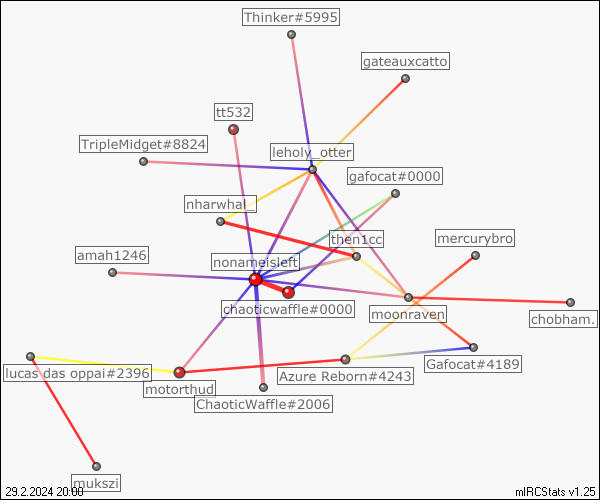 Thinker#5995
gateauxcatto
tt532
TripleMidget#8824
leholy_otter
gafocat#0000
nharwhal_
then1cc
mercurybro
amah1246
nonameisleft
chaoticwaffle#0000
moonraven
chobham.
lucas das oppai#2396
motorthud
Azure Reborn#4243
Gafocat#4189
ChaoticWaffle#2006
mukszi
29.2.2024 20:00
mIRCStats v1.25